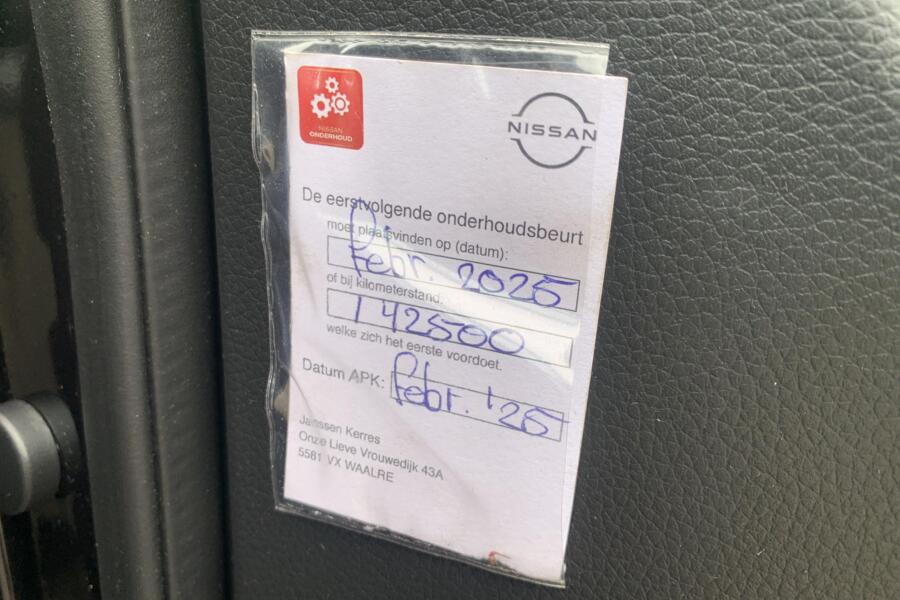 NISSAN
ONDERHOUD
NISSAN
De eerstvolgende onderhoudsbeurt
moet plaatsvinden op (datum):
Febr. 2025
of bij kilometerstand:
142500
welke zich het eerste voordoet.
Datum APK: Febr. '25
Janssen Kerres
Onze Lieve Vrouwedijk 43A
5581 VX WAALRE